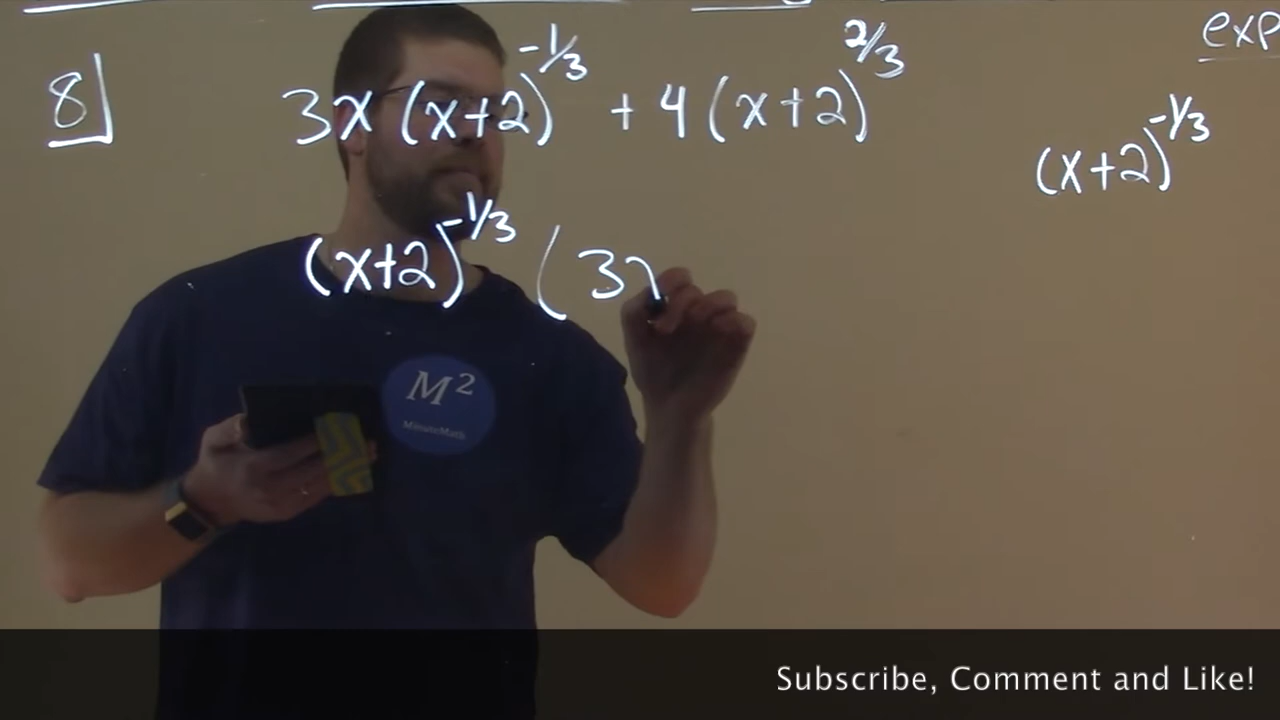 exp
8 3x(x+2)^-1/3 + 4(x+2)^2/3
(x+2)^-1/3
(x+2)^-1/3 (3x
M²
MinuteMath
Subscribe, Comment and Like!